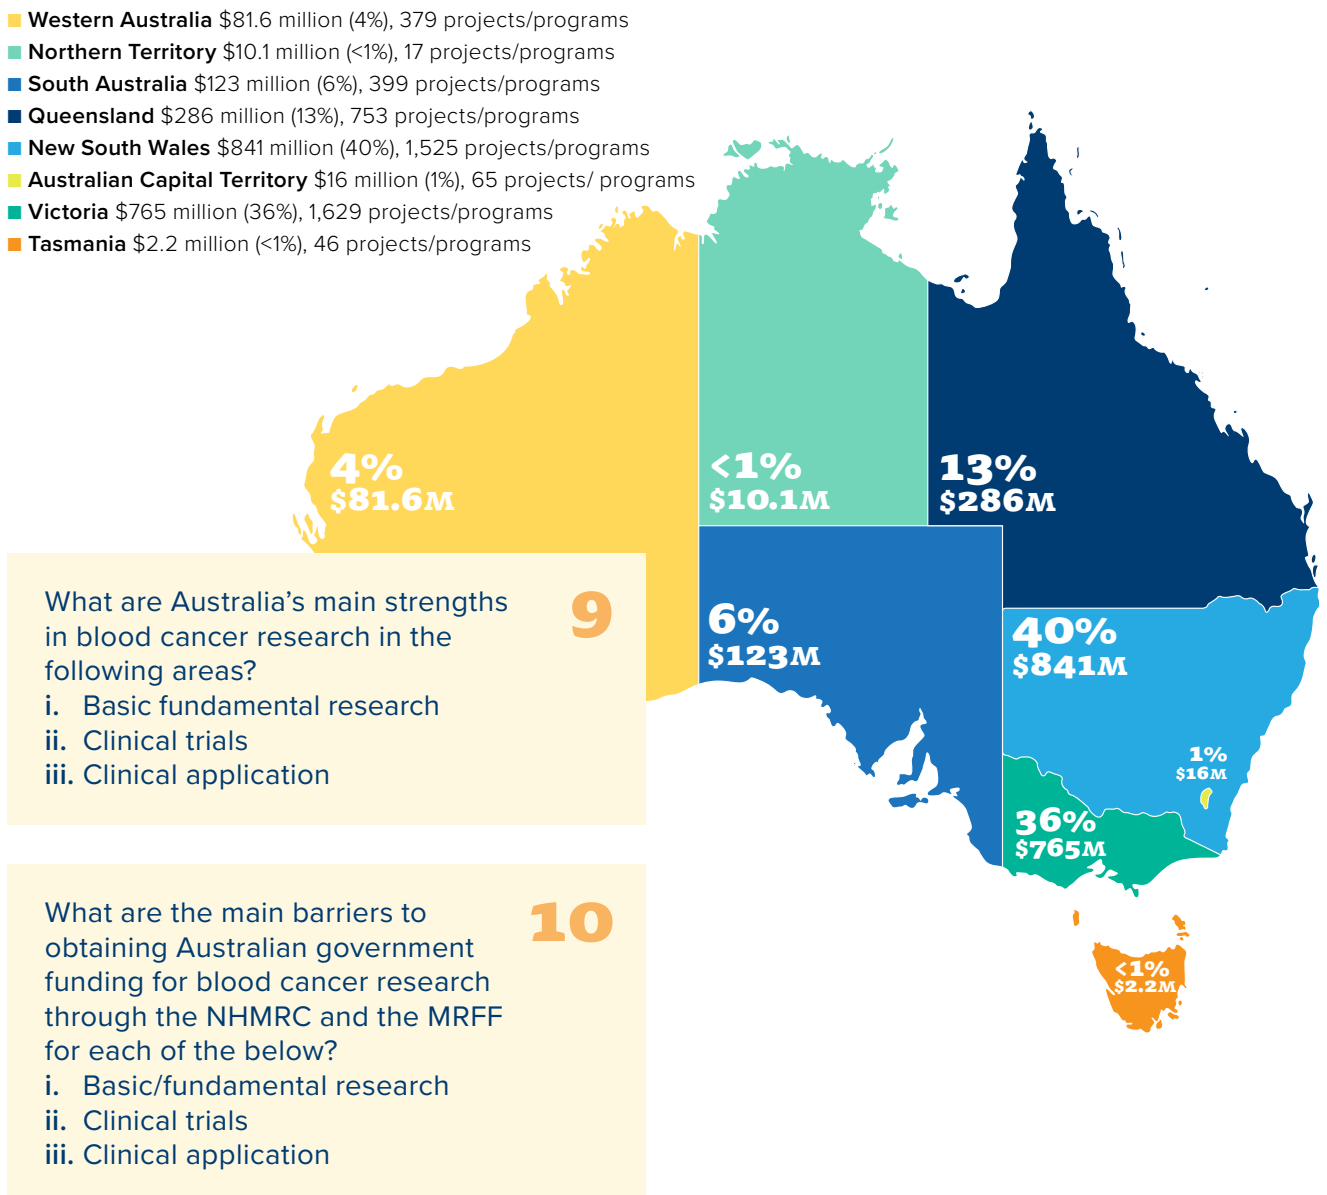 Western Australia $81.6 million (4%), 379 projects/programs
Northern Territory $10.1 million (<1%), 17 projects/programs
South Australia $123 million (6%), 399 projects/programs
Queensland $286 million (13%), 753 projects/programs
New South Wales $841 million (40%), 1,525 projects/programs
Australian Capital Territory $16 million (1%), 65 projects/ programs
Victoria $765 million (36%), 1,629 projects/programs
Tasmania $2.2 million (<1%), 46 projects/programs
4%
$81.6M
<1%
$10.1M
13%
$286M
6%
$123M
40%
$841M
1%
$16M
36%
$765M
<1%
$2.2M
What are Australia’s main strengths
in blood cancer research in the
following areas?
i. Basic fundamental research
ii. Clinical trials
iii. Clinical application
9
What are the main barriers to
obtaining Australian government
funding for blood cancer research
through the NHMRC and the MRFF
for each of the below?
i. Basic/fundamental research
ii. Clinical trials
iii. Clinical application
10